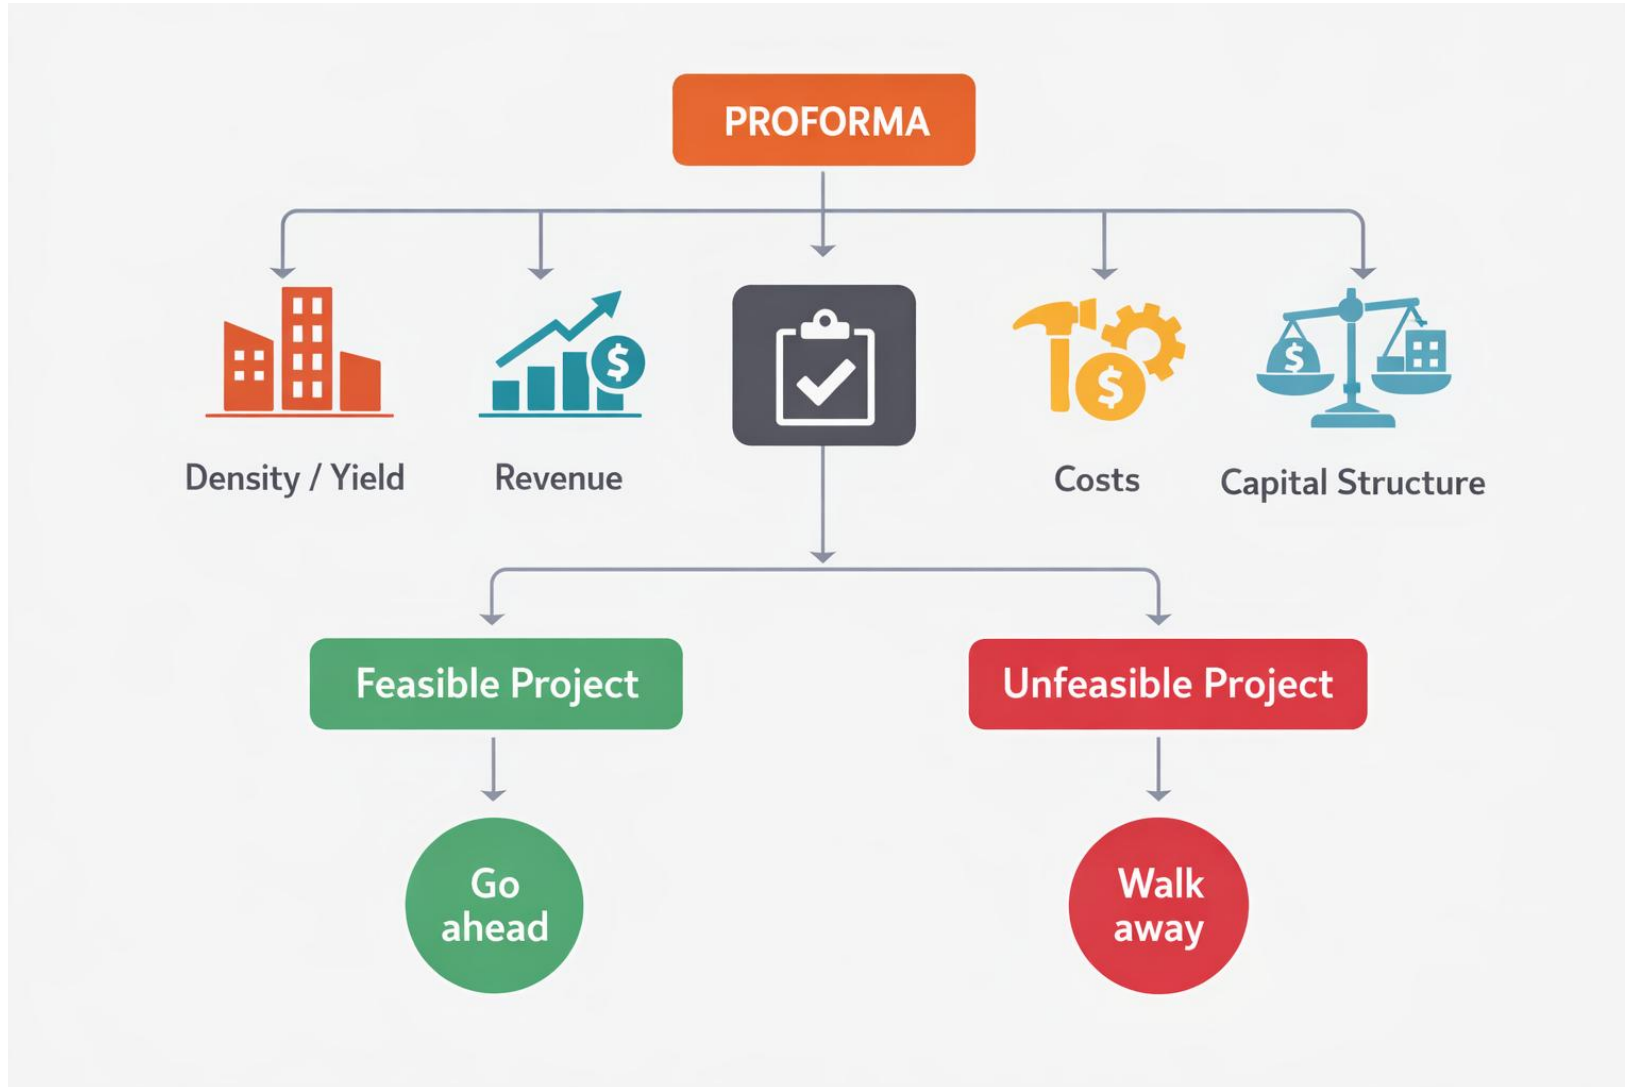 PROFORMA
$
$
$
Density / Yield
Revenue
Costs
Capital Structure
Feasible Project
Unfeasible Project
Go
ahead
Walk
away